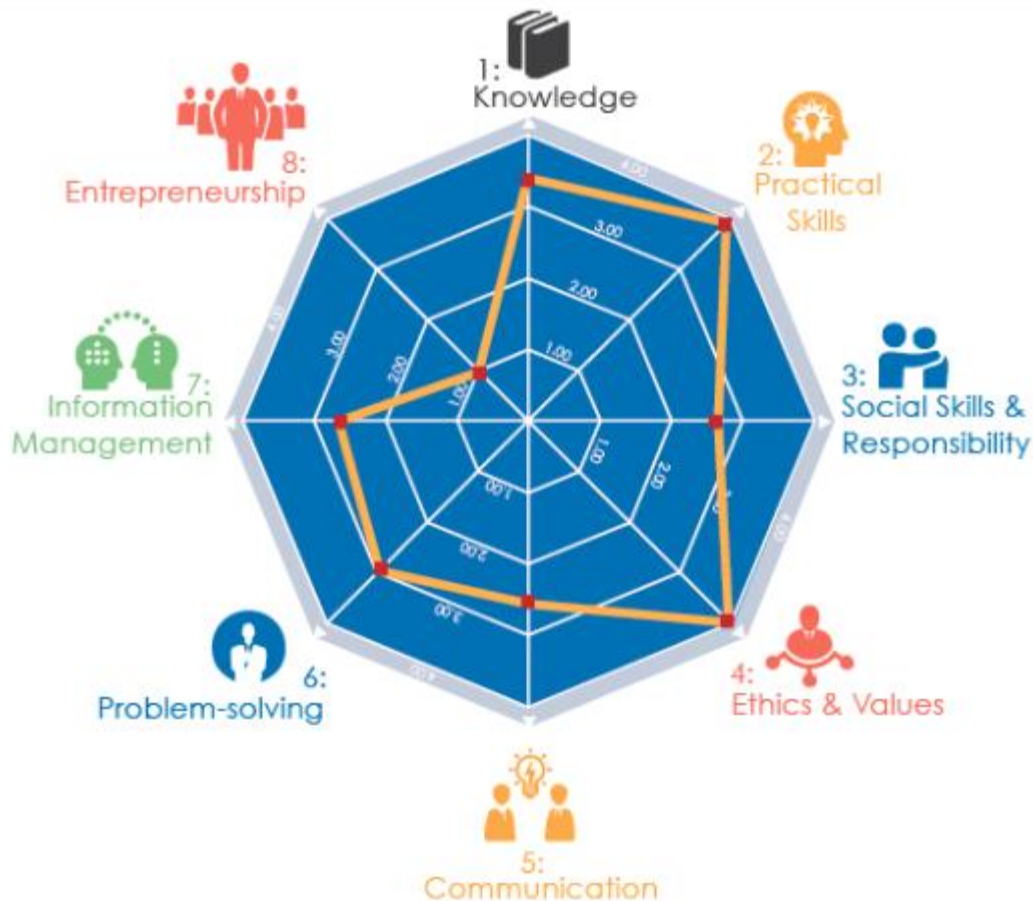 1:
Knowledge
2:
Practical
Skills
3:
Social Skills &
Responsibility
4:
Ethics & Values
5:
Communication
6:
Problem-solving
7:
Information
Management
8:
Entrepreneurship
4.00
3.00
2.00
1.00
1.00
2.00
4.00
1.00
2.00
3.00
4.00
1.00
2.00
3.00
4.00